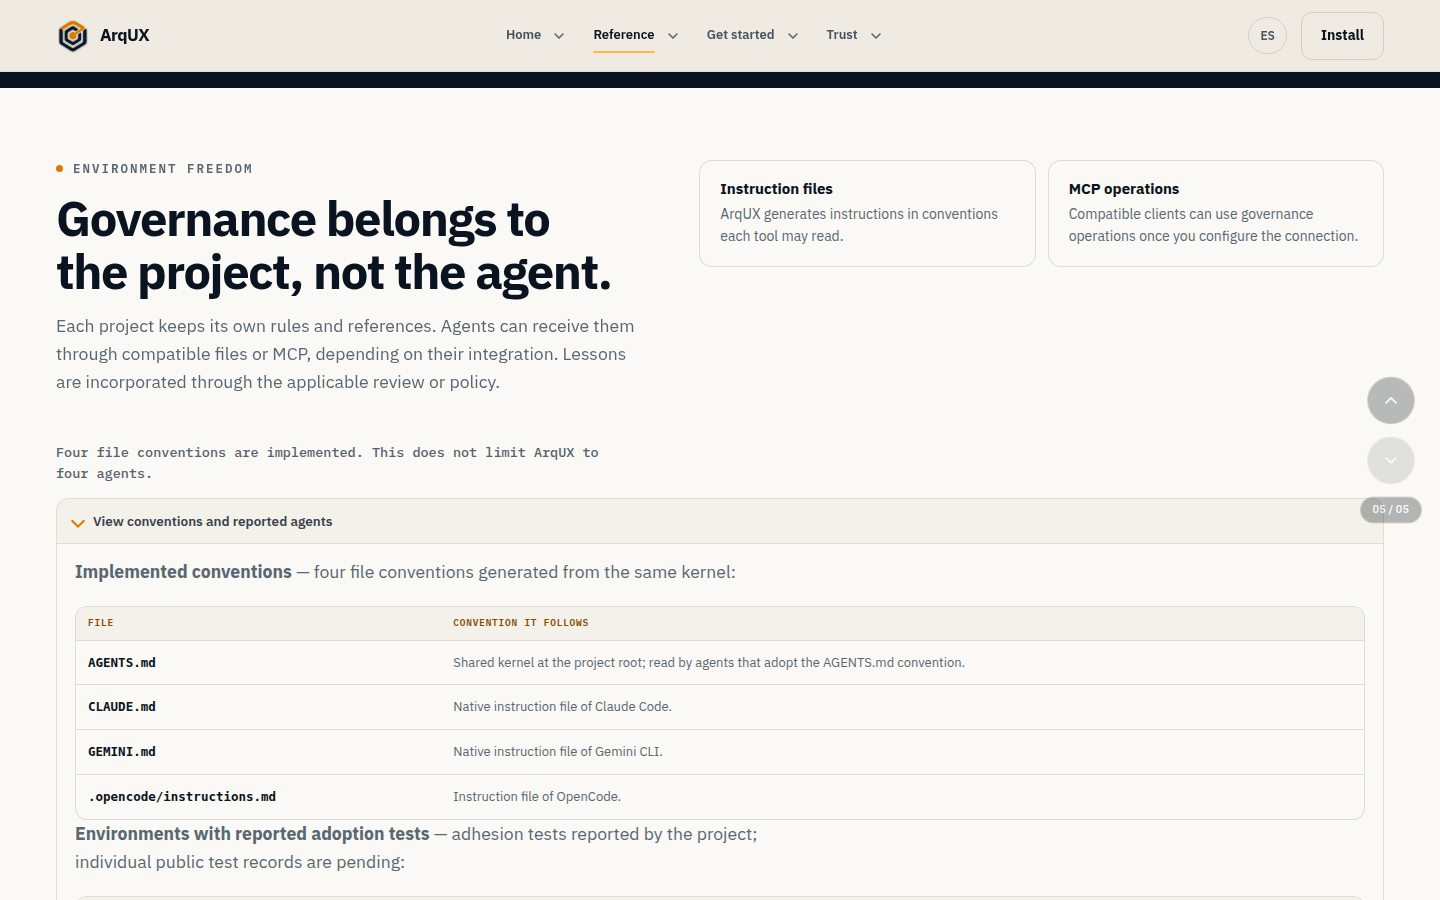 ArqUX
Home
Reference
Get started
Trust
ES
Install
ENVIRONMENT FREEDOM
Governance belongs to
the project, not the agent.
Each project keeps its own rules and references. Agents can receive them
through compatible files or MCP, depending on their integration. Lessons
are incorporated through the applicable review or policy.
Instruction files
ArqUX generates instructions in conventions
each tool may read.
MCP operations
Compatible clients can use governance
operations once you configure the connection.
Four file conventions are implemented. This does not limit ArqUX to
four agents.
05 / 05
View conventions and reported agents
Implemented conventions — four file conventions generated from the same kernel:
FILE
CONVENTION IT FOLLOWS
AGENTS.md
Shared kernel at the project root; read by agents that adopt the AGENTS.md convention.
CLAUDE.md
Native instruction file of Claude Code.
GEMINI.md
Native instruction file of Gemini CLI.
.opencode/instructions.md
Instruction file of OpenCode.
Environments with reported adoption tests — adhesion tests reported by the project;
individual public test records are pending: